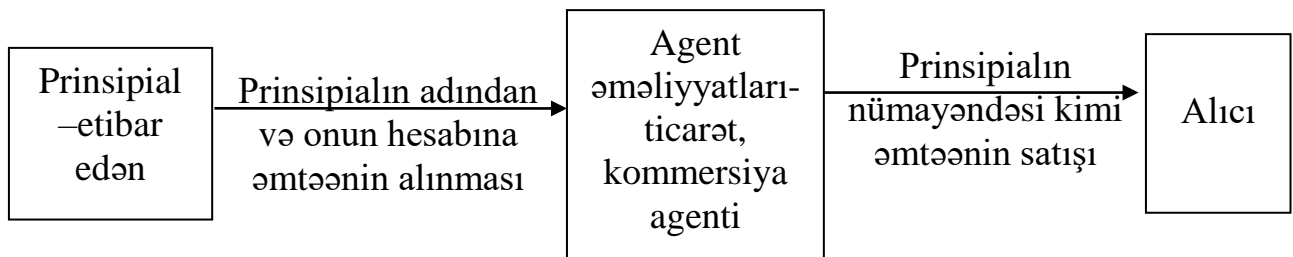 Prinsipial
–etibar
edən
Prinsipialın adından
və onun hesabına
əmtəənin alınması
Agent
əməliyyatları-
ticarət,
kommersiya
agenti
Prinsipialın
nümayəndəsi kimi
əmtəənin satışı
Alıcı